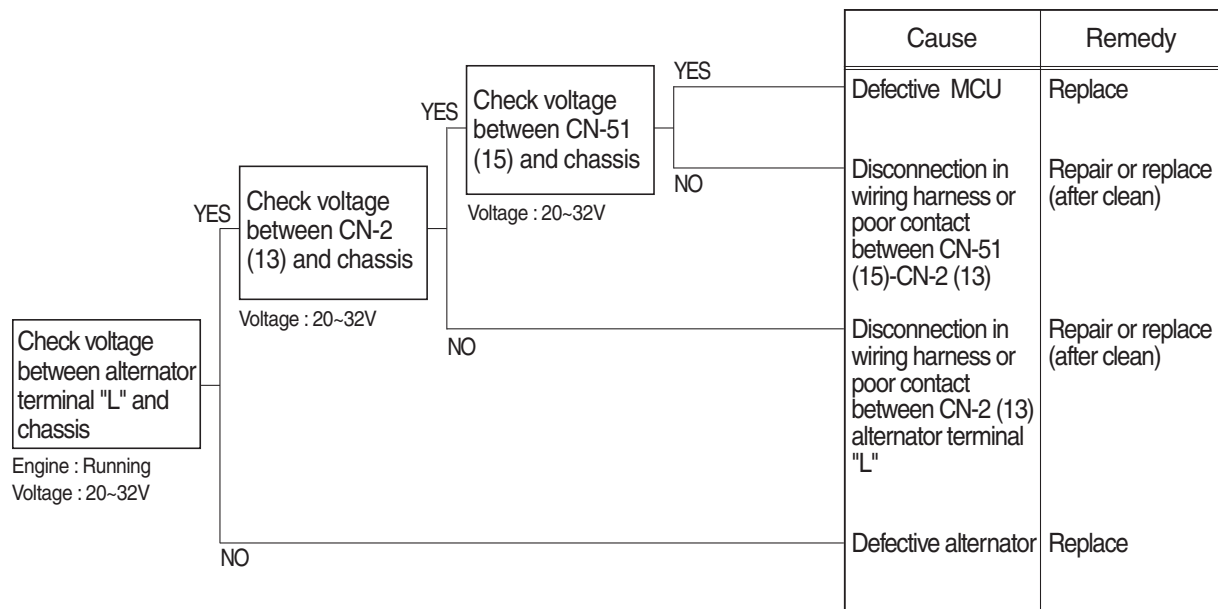 Cause
Remedy
YES
Defective MCU
Replace
YES
Check voltage
between CN-51
(15) and chassis
NO
Disconnection in
wiring harness or
poor contact
between CN-51
(15)-CN-2 (13)
Repair or replace
(after clean)
Voltage : 20~32V
YES
Check voltage
between CN-2
(13) and chassis
Voltage : 20~32V
NO
Disconnection in
wiring harness or
poor contact
between CN-2 (13)
alternator terminal
"L"
Repair or replace
(after clean)
Check voltage
between alternator
terminal "L" and
chassis
Engine : Running
Voltage : 20~32V
NO
Defective alternator
Replace